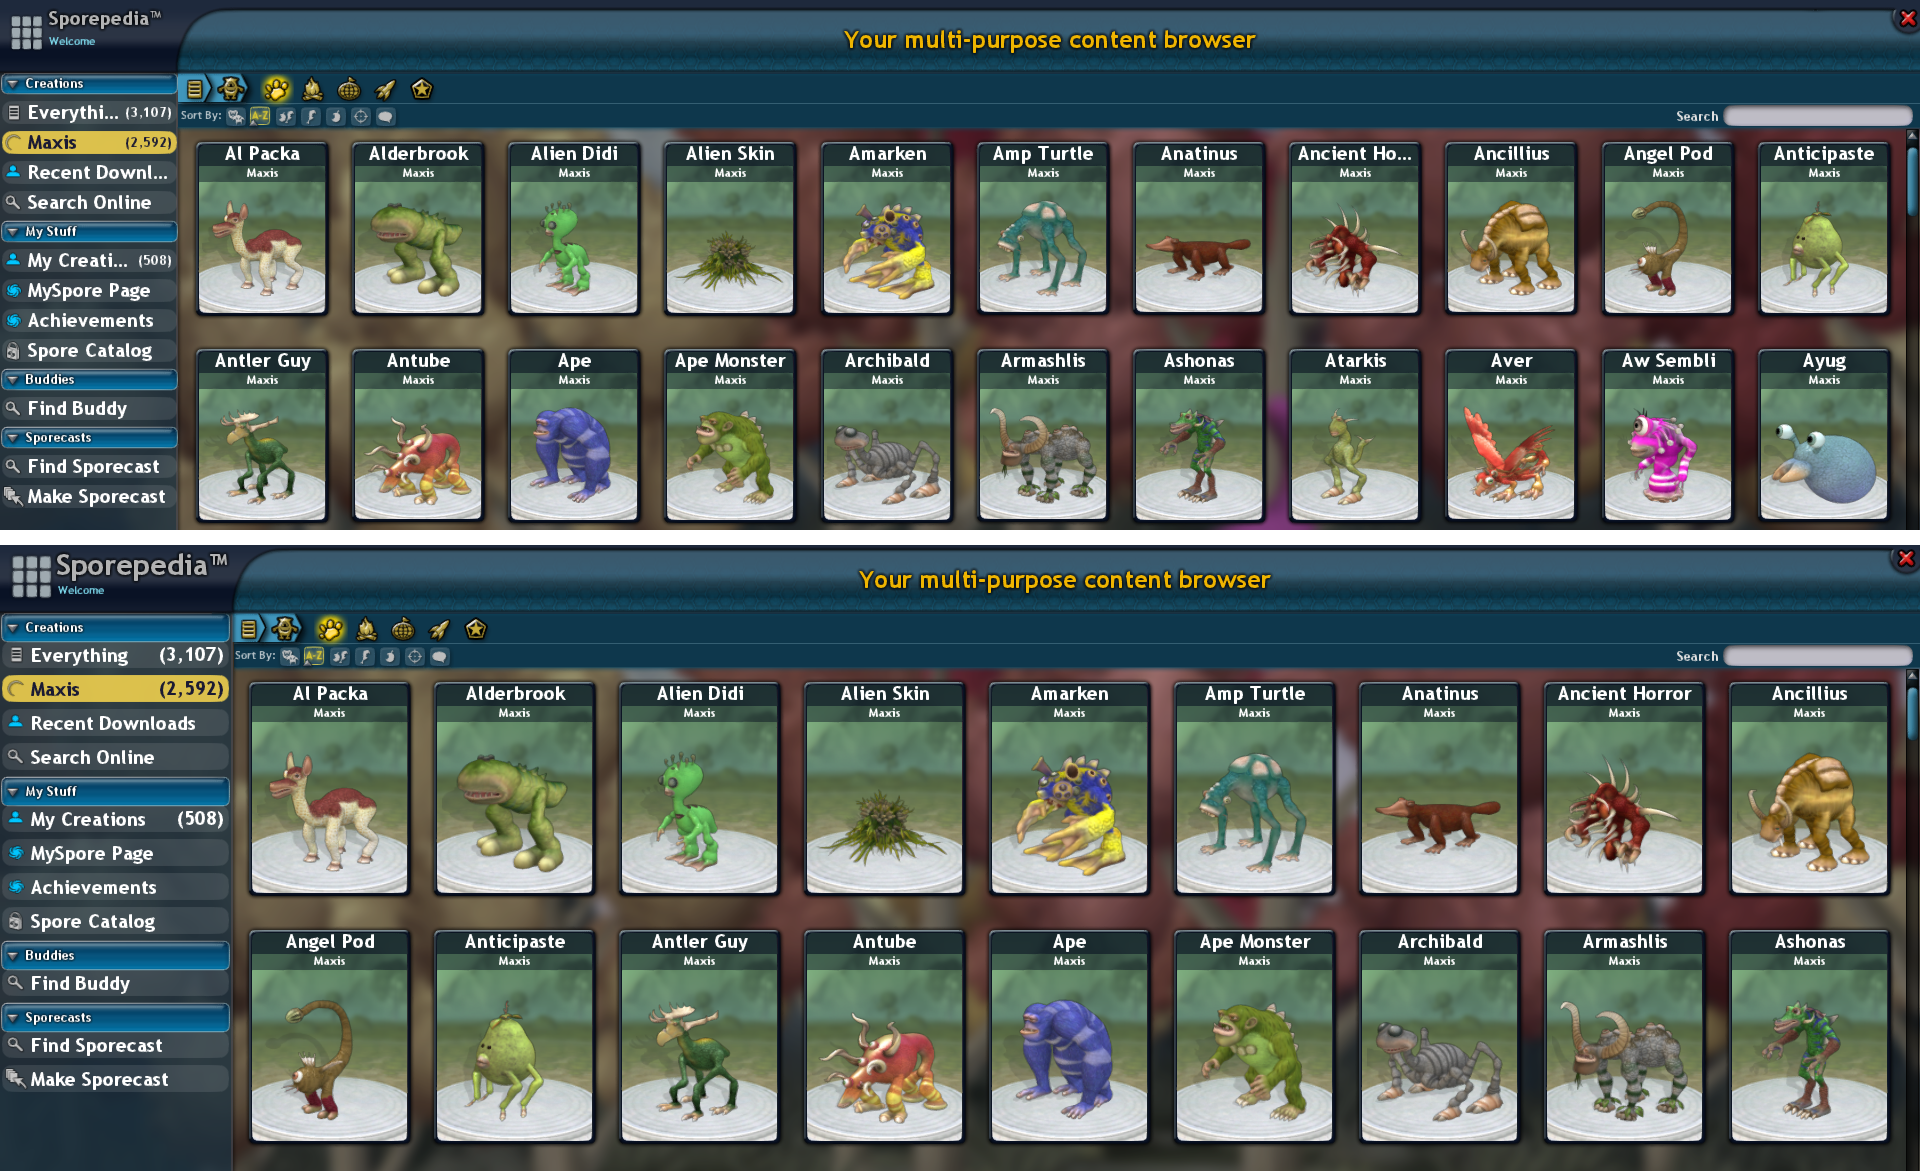 Sporepedia™
Welcome
Your multi-purpose content browser
Creations
Everythi... (3,107)
Maxis (2,592)
Recent Downl...
Search Online
My Stuff
My Creati... (508)
MySpore Page
Achievements
Spore Catalog
Buddies
Find Buddy
Sporecasts
Find Sporecast
Make Sporecast
Sort By: A-Z
Search
Al Packa Alderbrook Alien Didi Alien Skin Amarken Amp Turtle Anatinus Ancient Ho... Ancillius Angel Pod Anticipaste
Maxis Maxis Maxis Maxis Maxis Maxis Maxis Maxis Maxis Maxis Maxis
Antler Guy Antube Ape Ape Monster Archibald Armashlis Ashonas Atarkis Aver Aw Sembli Ayug
Maxis Maxis Maxis Maxis Maxis Maxis Maxis Maxis Maxis Maxis Maxis
Sporepedia™
Welcome
Your multi-purpose content browser
Creations
Everything (3,107)
Maxis (2,592)
Recent Downloads
Search Online
My Stuff
My Creations (508)
MySpore Page
Achievements
Spore Catalog
Buddies
Find Buddy
Sporecasts
Find Sporecast
Make Sporecast
Sort By: A-Z
Search
Al Packa Alderbrook Alien Didi Alien Skin Amarken Amp Turtle Anatinus Ancient Horror Ancillius
Maxis Maxis Maxis Maxis Maxis Maxis Maxis Maxis Maxis
Angel Pod Anticipaste Antler Guy Antube Ape Ape Monster Archibald Armashlis Ashonas
Maxis Maxis Maxis Maxis Maxis Maxis Maxis Maxis Maxis